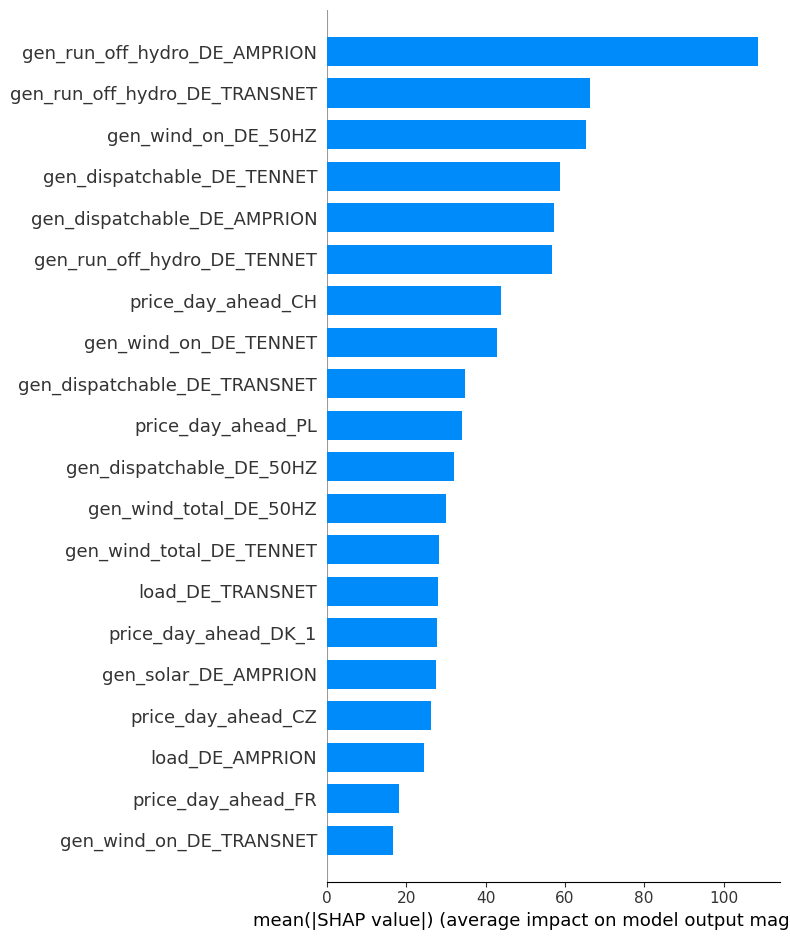 gen_run_off_hydro_DE_AMPRION
gen_run_off_hydro_DE_TRANSNET
gen_wind_on_DE_50HZ
gen_dispatchable_DE_TENNET
gen_dispatchable_DE_AMPRION
gen_run_off_hydro_DE_TENNET
price_day_ahead_CH
gen_wind_on_DE_TENNET
gen_dispatchable_DE_TRANSNET
price_day_ahead_PL
gen_dispatchable_DE_50HZ
gen_wind_total_DE_50HZ
gen_wind_total_DE_TENNET
load_DE_TRANSNET
price_day_ahead_DK_1
gen_solar_DE_AMPRION
price_day_ahead_CZ
load_DE_AMPRION
price_day_ahead_FR
gen_wind_on_DE_TRANSNET
0 20 40 60 80 100
mean(|SHAP value|) (average impact on model output mag